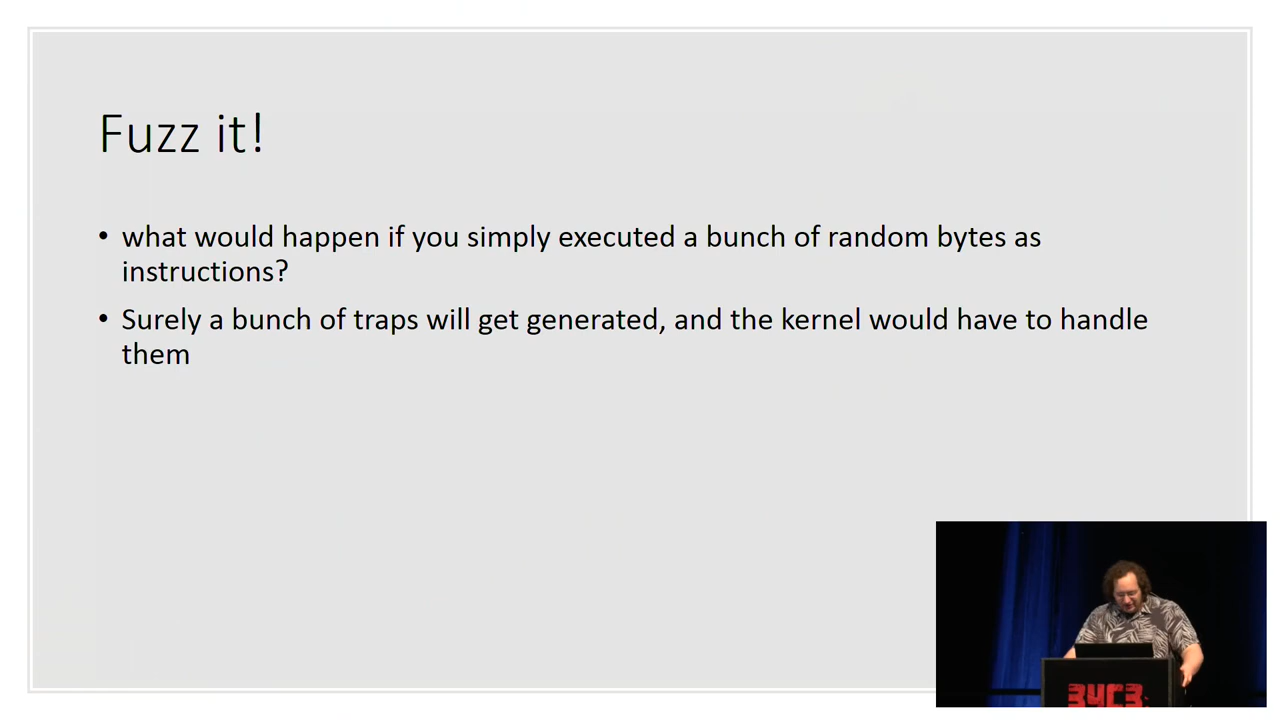 Fuzz it!
• what would happen if you simply executed a bunch of random bytes as
instructions?
• Surely a bunch of traps will get generated, and the kernel would have to handle
them
34C3